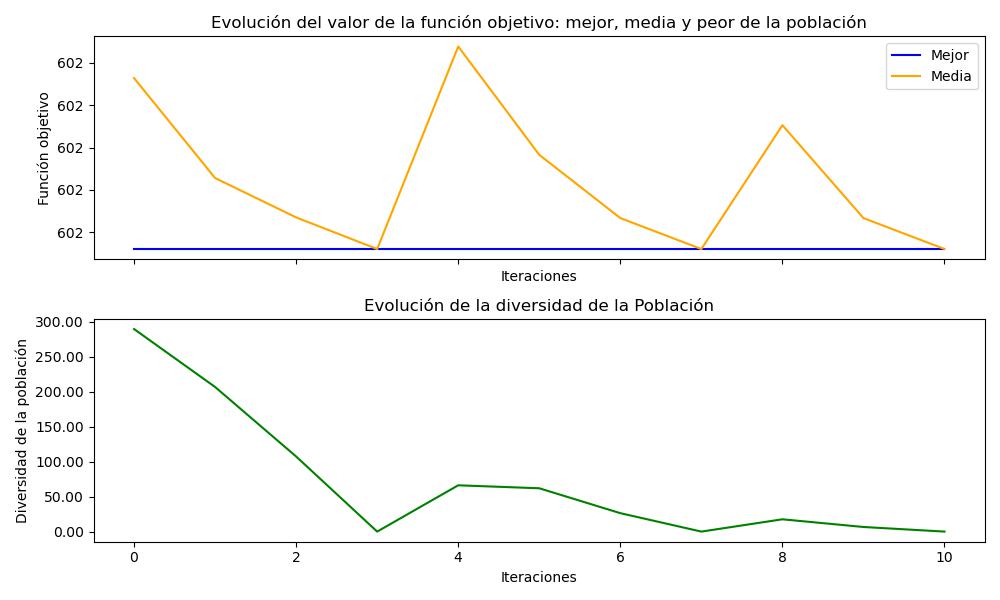 Evolución del valor de la función objetivo: mejor, media y peor de la población
602
602
602
602
602
Función objetivo
Mejor
Media
Iteraciones
Evolución de la diversidad de la Población
300.00
250.00
200.00
150.00
100.00
50.00
0.00
Diversidad de la población
0 2 4 6 8 10
Iteraciones